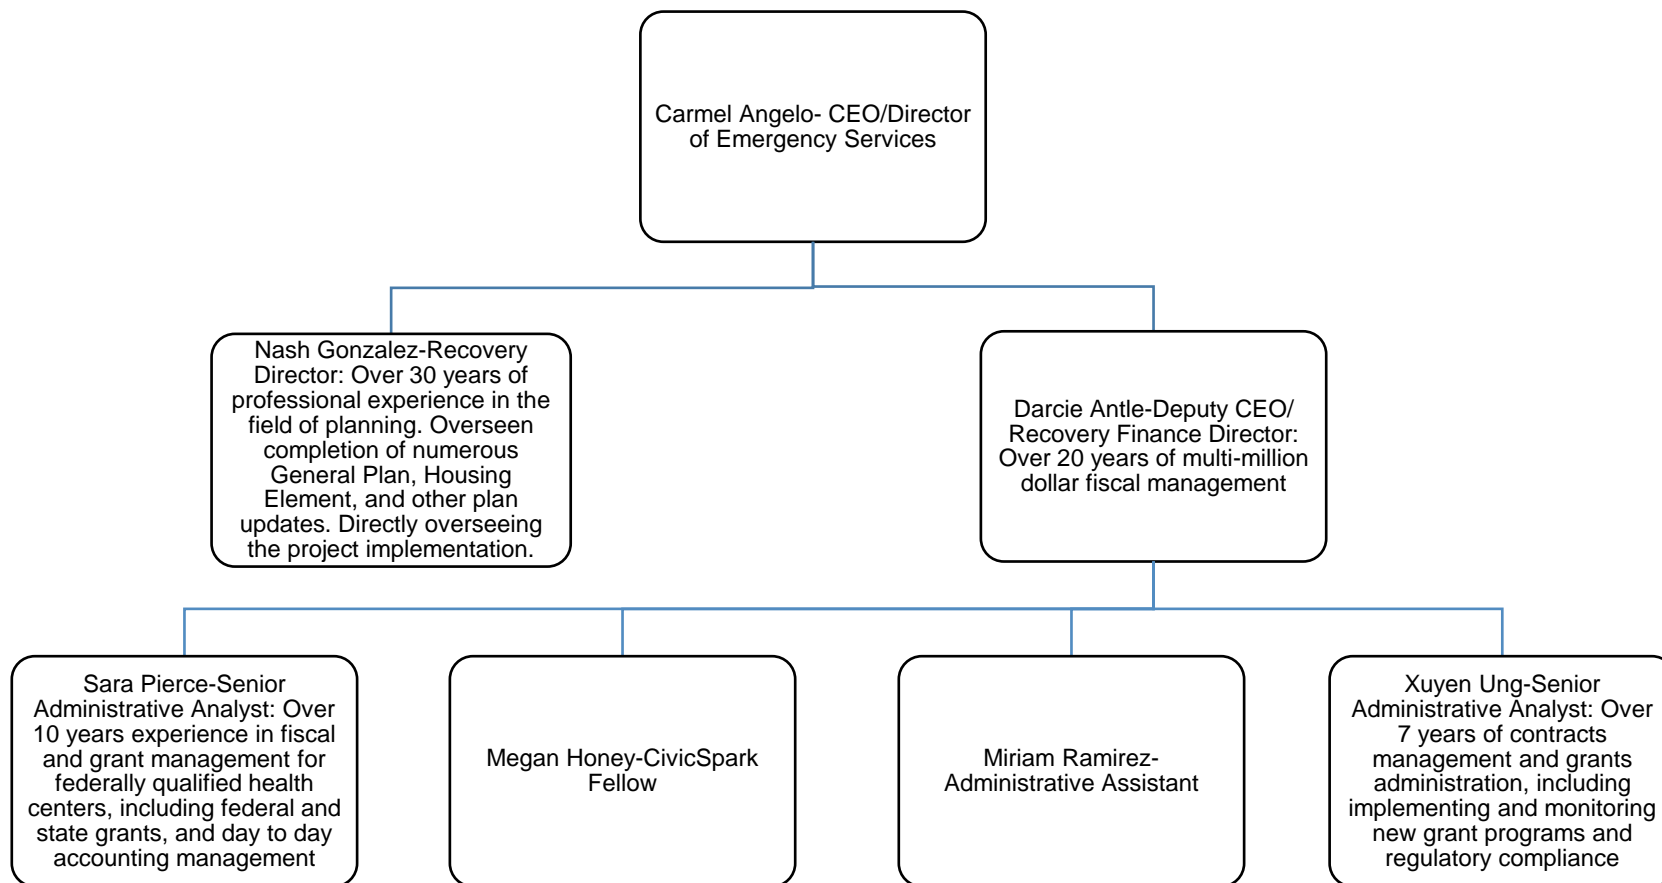 Carmel Angelo- CEO/Director
of Emergency Services
Nash Gonzalez-Recovery
Director: Over 30 years of
professional experience in the
field of planning. Overseen
completion of numerous
General Plan, Housing
Element, and other plan
updates. Directly overseeing
the project implementation.
Darcie Antle-Deputy CEO/
Recovery Finance Director:
Over 20 years of multi-million
dollar fiscal management
Sara Pierce-Senior
Administrative Analyst: Over
10 years experience in fiscal
and grant management for
federally qualified health
centers, including federal and
state grants, and day to day
accounting management
Megan Honey-CivicSpark
Fellow
Miriam Ramirez-
Administrative Assistant
Xuyen Ung-Senior
Administrative Analyst: Over
7 years of contracts
management and grants
administration, including
implementing and monitoring
new grant programs and
regulatory compliance